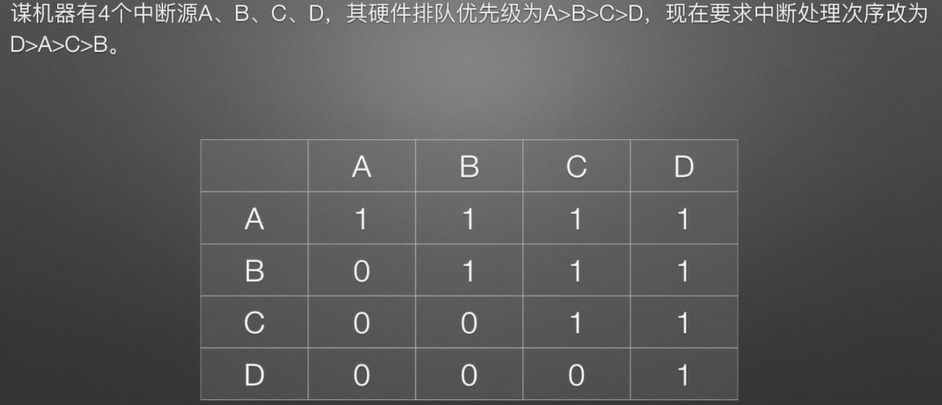 谋机器有4个中断源A、B、C、D，其硬件排队优先级为A>B>C>D，现在要求中断处理次序改为
D>A>C>B。
A B C D
A 1 1 1 1
B 0 1 1 1
C 0 0 1 1
D 0 0 0 1